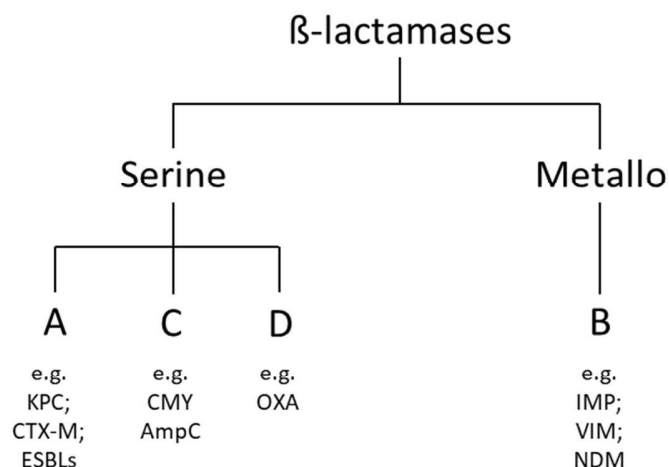 ß-lactamases
Serine
Metallo
A
C
D
B
e.g.
KPC;
CTX-M;
ESBLs
e.g.
CMY
AmpC
e.g.
OXA
e.g.
IMP;
VIM;
NDM